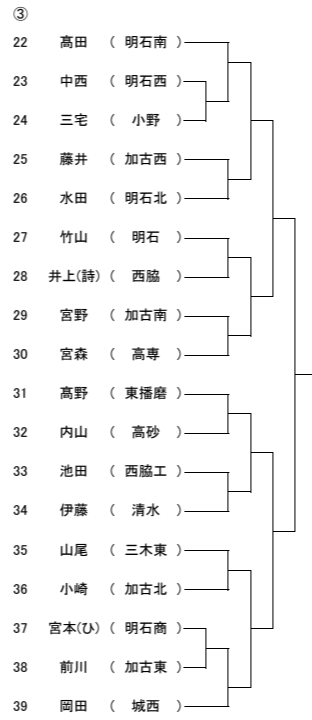 ③
22 髙田 ( 明石南 )
23 中西 ( 明石西 )
24 三宅 ( 小野 )
25 藤井 ( 加古西 )
26 水田 ( 明石北 )
27 竹山 ( 明石 )
28 井上(詩) ( 西脇 )
29 宮野 ( 加古南 )
30 宮森 ( 高専 )
31 髙野 ( 東播磨 )
32 内山 ( 高砂 )
33 池田 ( 西脇工 )
34 伊藤 ( 清水 )
35 山尾 ( 三木東 )
36 小崎 ( 加古北 )
37 宮本(ひ) ( 明石商 )
38 前川 ( 加古東 )
39 岡田 ( 城西 )